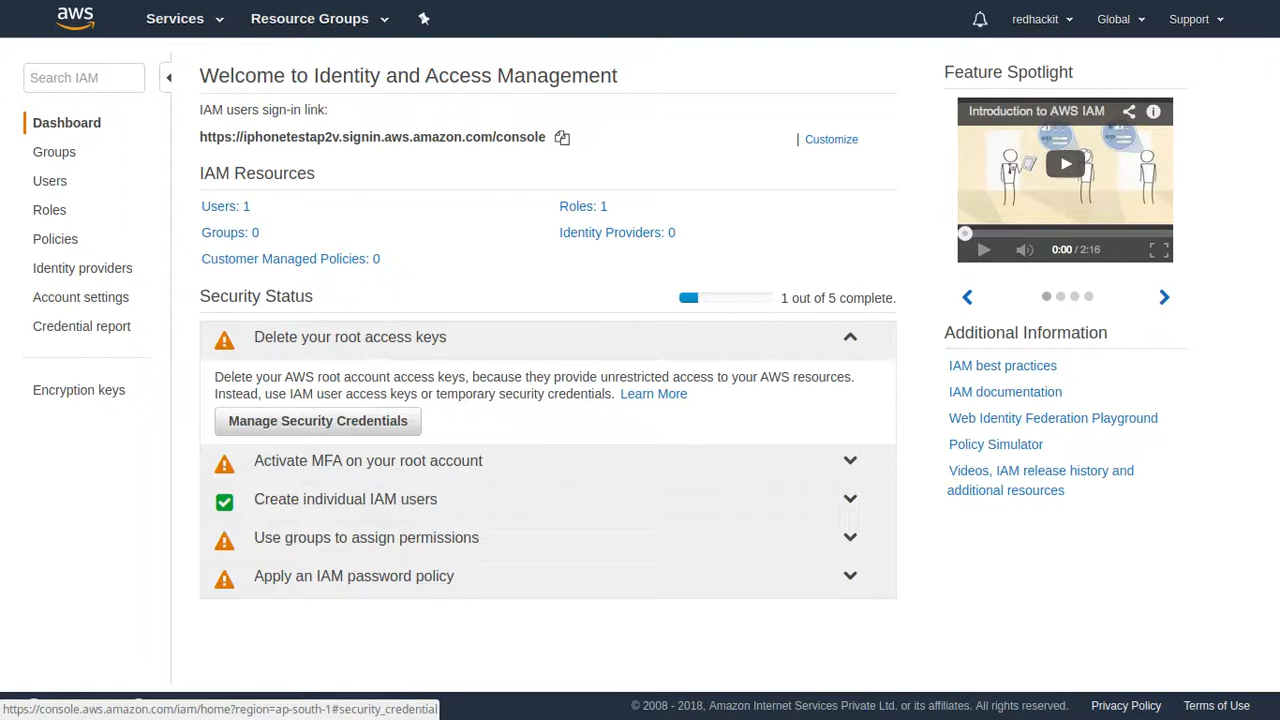 aws
Services
Resource Groups
redhackit
Global
Support
Search IAM
Dashboard
Groups
Users
Roles
Policies
Identity providers
Account settings
Credential report
Encryption keys
Welcome to Identity and Access Management
IAM users sign-in link:
https://iphonetestap2v.signin.aws.amazon.com/console
| Customize
IAM Resources
Users: 1
Roles: 1
Groups: 0
Identity Providers: 0
Customer Managed Policies: 0
Security Status
1 out of 5 complete.
Delete your root access keys
Delete your AWS root account access keys, because they provide unrestricted access to your AWS resources.
Instead, use IAM user access keys or temporary security credentials. Learn More
Manage Security Credentials
Activate MFA on your root account
Create individual IAM users
Use groups to assign permissions
Apply an IAM password policy
Feature Spotlight
Introduction to AWS IAM
0:00 / 2:16
Additional Information
IAM best practices
IAM documentation
Web Identity Federation Playground
Policy Simulator
Videos, IAM release history and
additional resources
https://console.aws.amazon.com/iam/home?region=ap-south-1#security_credential
© 2008 - 2018, Amazon Internet Services Private Ltd. or its affiliates. All rights reserved.
Privacy Policy
Terms of Use